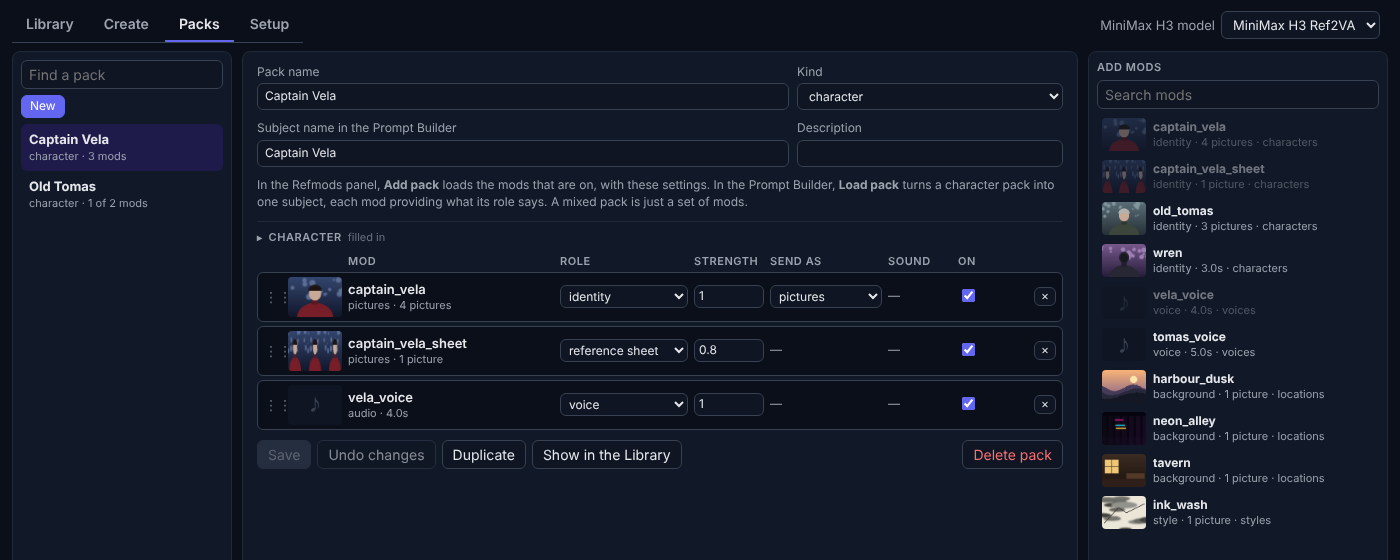 Library Create Packs Setup
MiniMax H3 model MiniMax H3 Ref2VA
Find a pack
New
Captain Vela
character · 3 mods
Old Tomas
character · 1 of 2 mods
Pack name
Captain Vela
Kind
character
Subject name in the Prompt Builder
Captain Vela
Description
In the Refmods panel, Add pack loads the mods that are on, with these settings. In the Prompt Builder, Load pack turns a character pack into
one subject, each mod providing what its role says. A mixed pack is just a set of mods.
▸ CHARACTER filled in
MOD ROLE STRENGTH SEND AS SOUND ON
captain_vela
pictures · 4 pictures
identity 1 pictures — ×
captain_vela_sheet
pictures · 1 picture
reference sheet 0.8 — — ×
vela_voice
audio · 4.0s
voice 1 — — ×
Save Undo changes Duplicate Show in the Library Delete pack
ADD MODS
Search mods
captain_vela
identity · 4 pictures · characters
captain_vela_sheet
identity · 1 picture · characters
old_tomas
identity · 3 pictures · characters
wren
identity · 3.0s · characters
vela_voice
voice · 4.0s · voices
tomas_voice
voice · 5.0s · voices
harbour_dusk
background · 1 picture · locations
neon_alley
background · 1 picture · locations
tavern
background · 1 picture · locations
ink_wash
style · 1 picture · styles